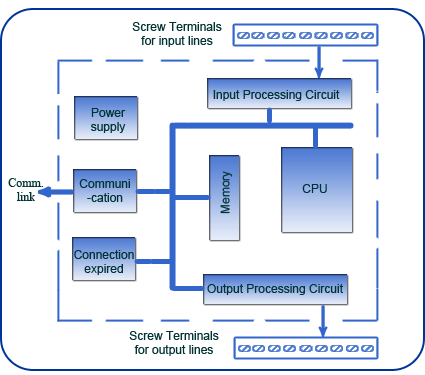 Screw Terminals
for input lines
Input Processing Circuit
Power
supply
Comm.
link
Communi
-cation
Memory
CPU
Connection
expired
Output Processing Circuit
Screw Terminals
for output lines